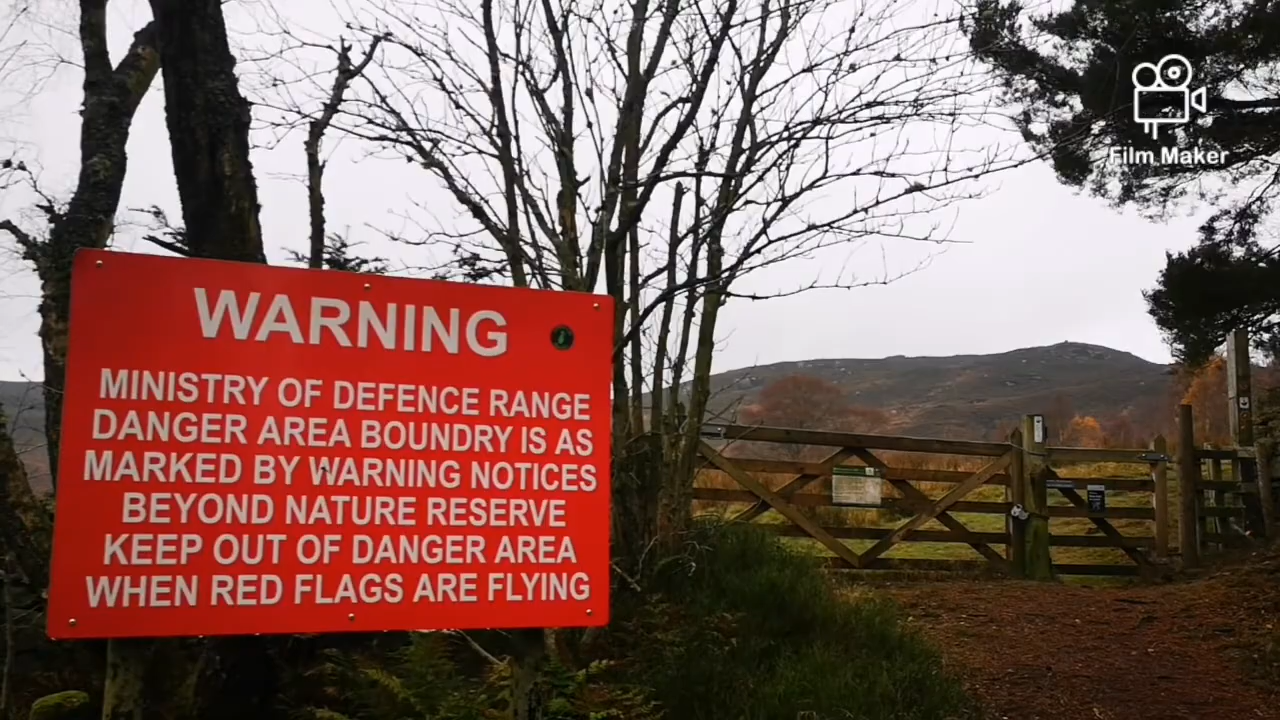 Film Maker
WARNING
MINISTRY OF DEFENCE RANGE
DANGER AREA BOUNDRY IS AS
MARKED BY WARNING NOTICES
BEYOND NATURE RESERVE
KEEP OUT OF DANGER AREA
WHEN RED FLAGS ARE FLYING